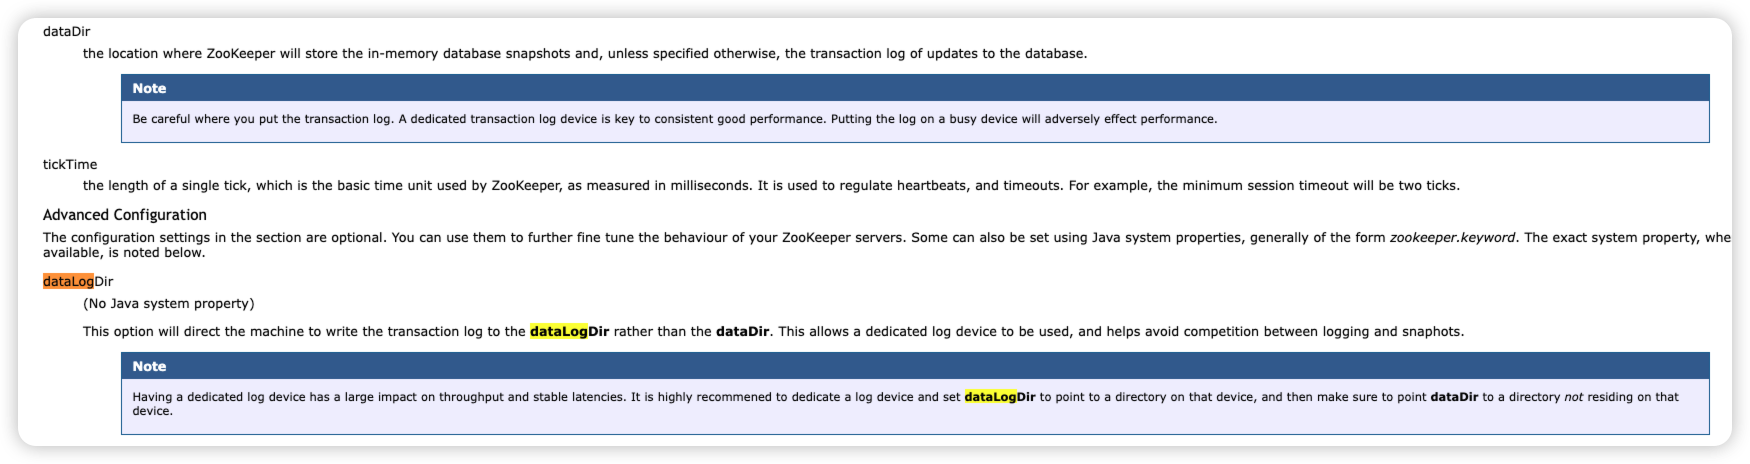 dataDir
the location where ZooKeeper will store the in-memory database snapshots and, unless specified otherwise, the transaction log of updates to the database.
Note
Be careful where you put the transaction log. A dedicated transaction log device is key to consistent good performance. Putting the log on a busy device will adversely effect performance.
tickTime
the length of a single tick, which is the basic time unit used by ZooKeeper, as measured in milliseconds. It is used to regulate heartbeats, and timeouts. For example, the minimum session timeout will be two ticks.
Advanced Configuration
The configuration settings in the section are optional. You can use them to further fine tune the behaviour of your ZooKeeper servers. Some can also be set using Java system properties, generally of the form zookeeper.keyword. The exact system property, whe
available, is noted below.
dataLogDir
(No Java system property)
This option will direct the machine to write the transaction log to the dataLogDir rather than the dataDir. This allows a dedicated log device to be used, and helps avoid competition between logging and snaphots.
Note
Having a dedicated log device has a large impact on throughput and stable latencies. It is highly recommened to dedicate a log device and set dataLogDir to point to a directory on that device, and then make sure to point dataDir to a directory not residing on that
device.